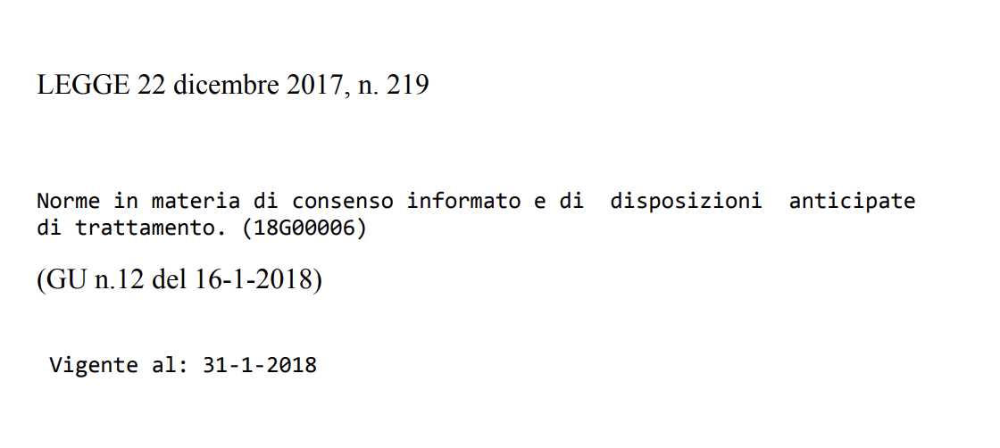 LEGGE 22 dicembre 2017, n. 219
Norme in materia di consenso informato e di  disposizioni  anticipate
di trattamento. (18G00006)
(GU n.12 del 16-1-2018)
Vigente al: 31-1-2018